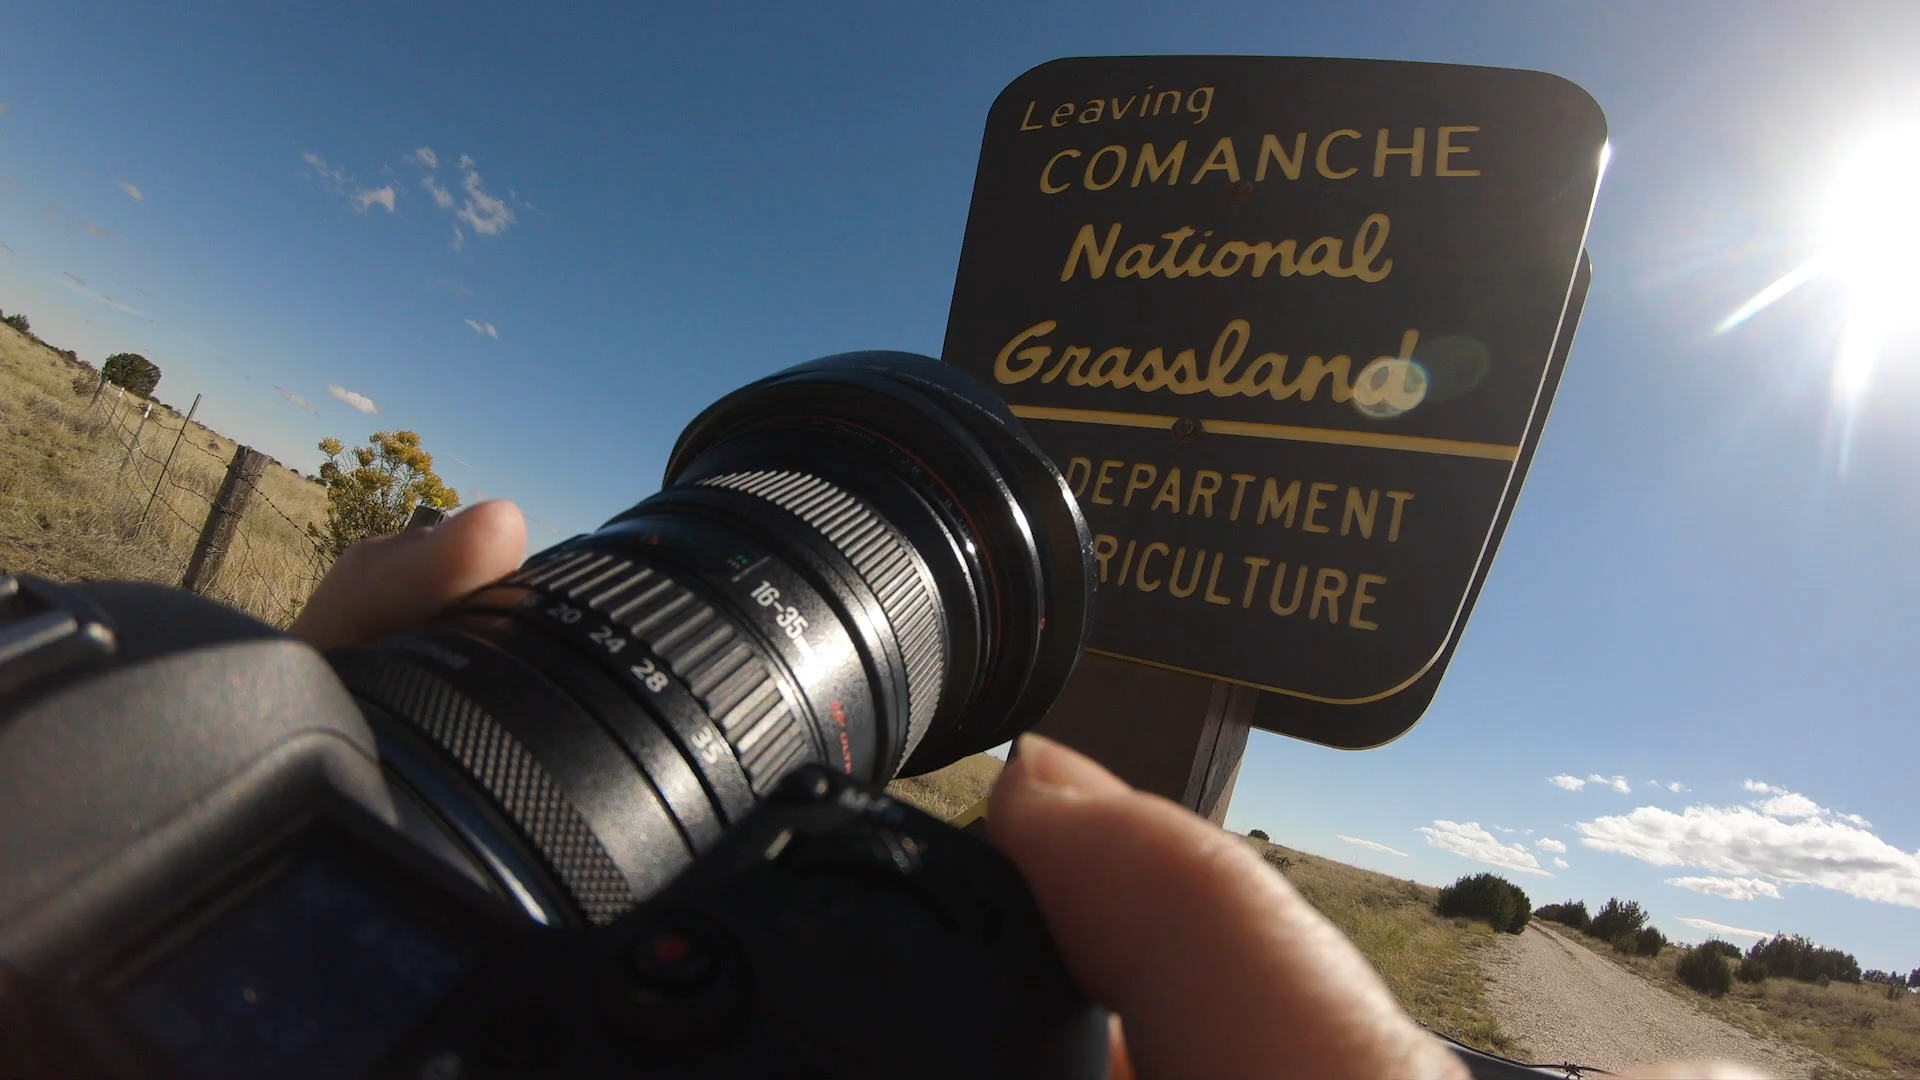 Leaving
COMANCHE
National
Grassland
DEPARTMENT
RICULTURE
16-35
20 24 28 35